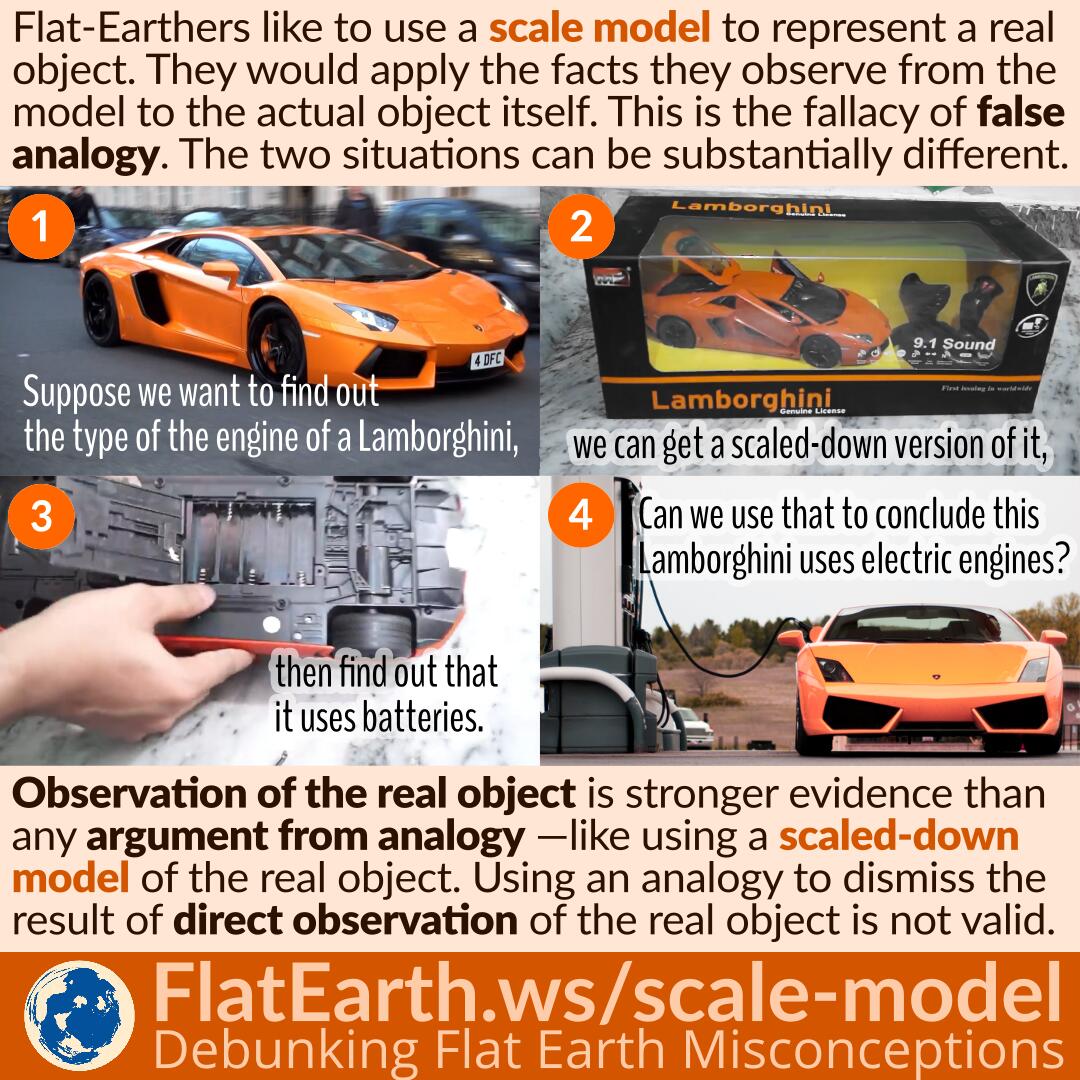 Flat-Earthers like to use a scale model to represent a real
object. They would apply the facts they observe from the
model to the actual object itself. This is the fallacy of false
analogy. The two situations can be substantially different.
1
4 DFC
Suppose we want to find out
the type of the engine of a Lamborghini,
2
Lamborghini
Genuine License
9.1 Sound
First issuing in worldwide
Lamborghini
Genuine License
we can get a scaled-down version of it,
3
then find out that
it uses batteries.
4
Can we use that to conclude this
Lamborghini uses electric engines?
Observation of the real object is stronger evidence than
any argument from analogy —like using a scaled-down
model of the real object. Using an analogy to dismiss the
result of direct observation of the real object is not valid.
FlatEarth.ws/scale-model
Debunking Flat Earth Misconceptions